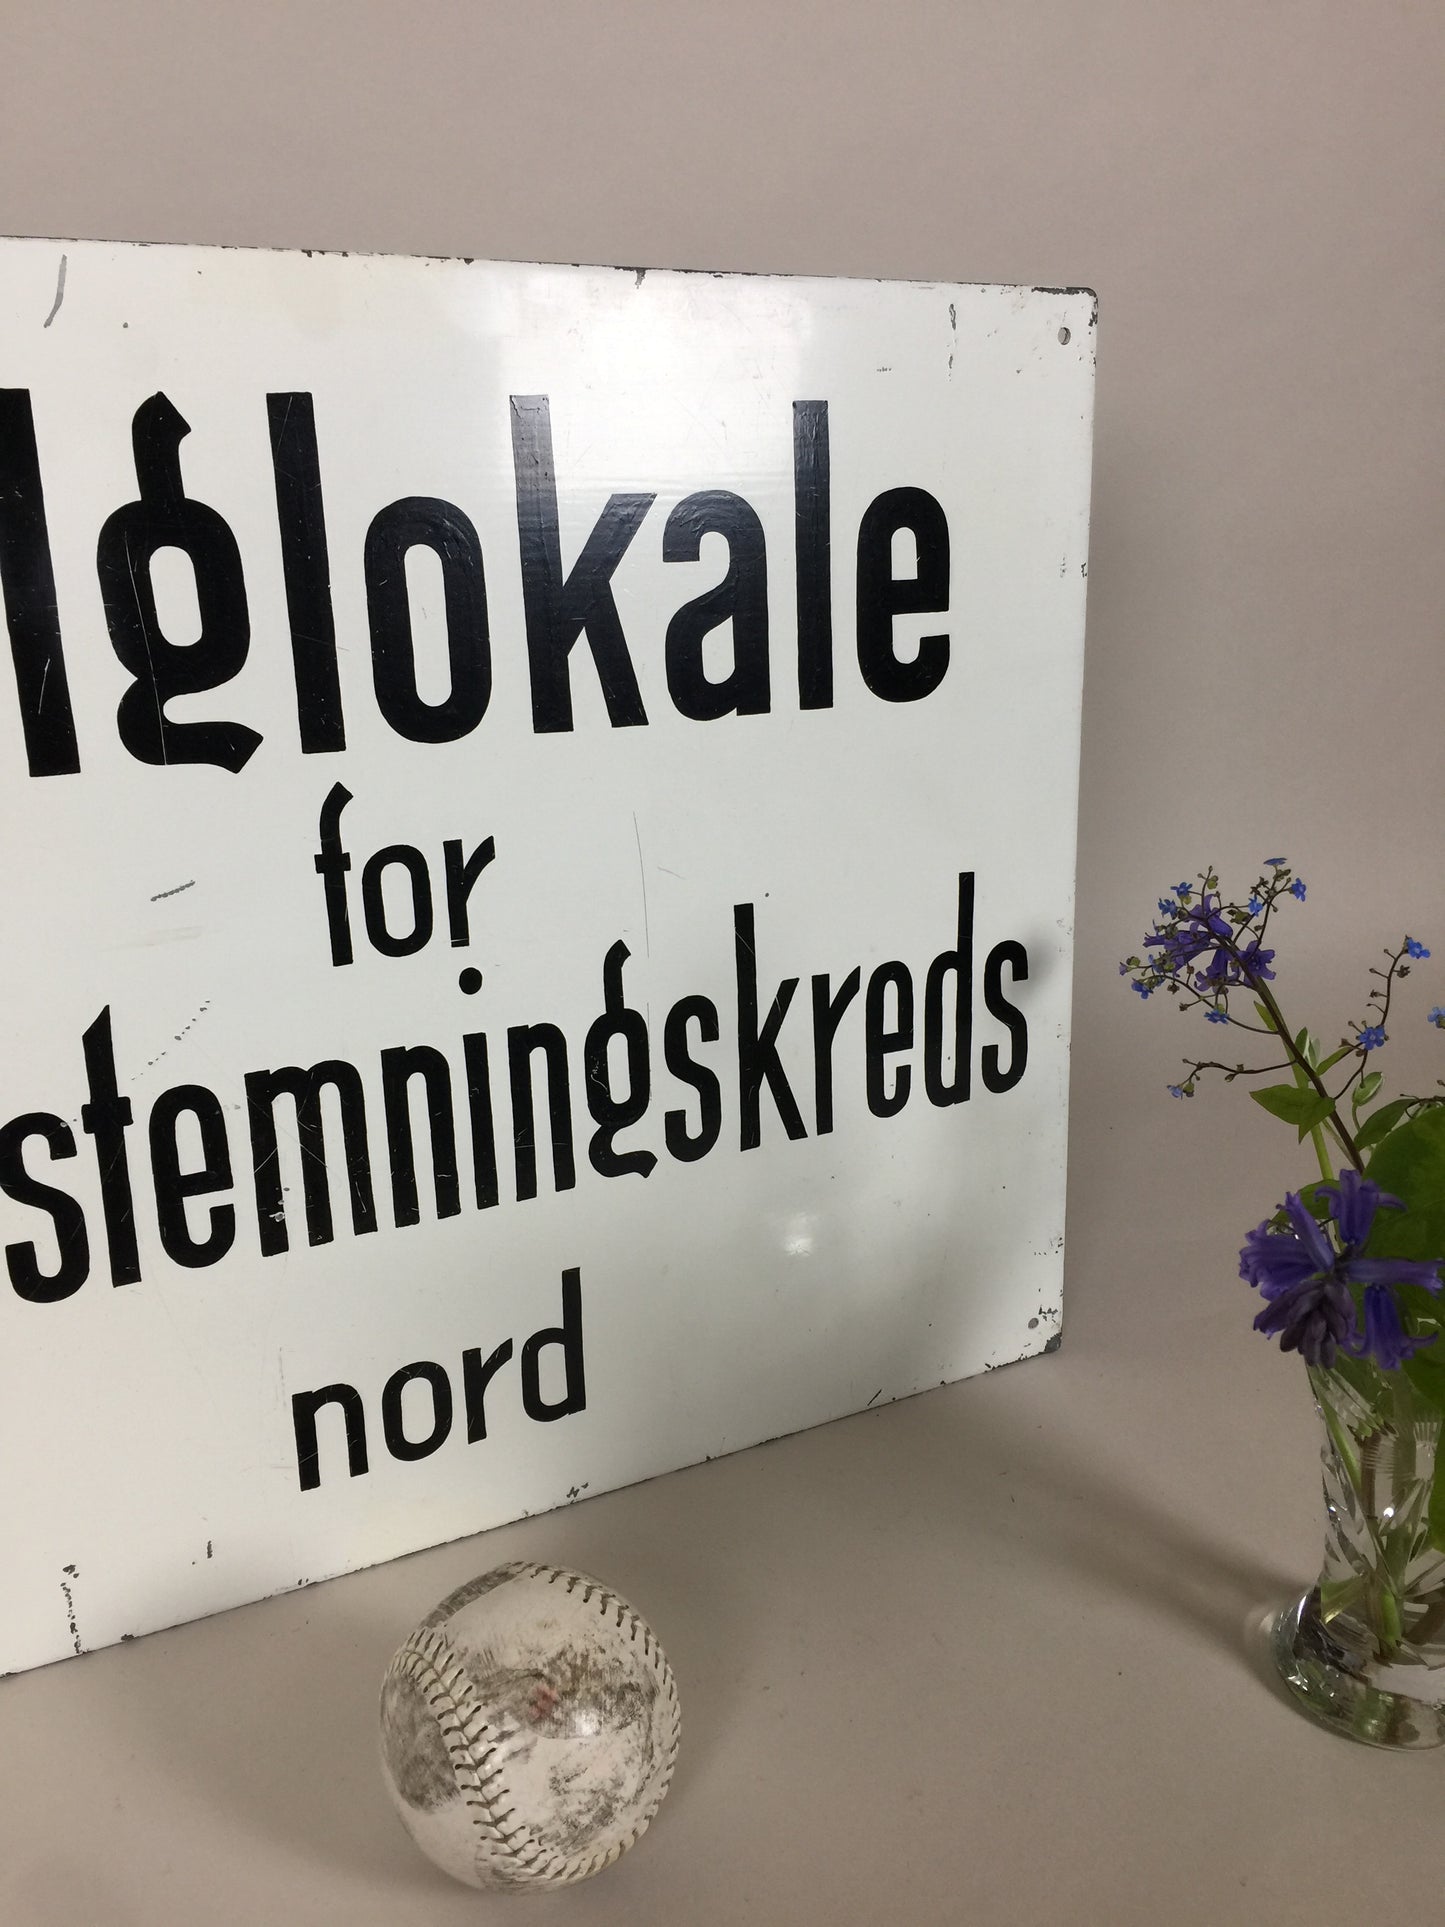 lglokale
for
stemningskreds
nord